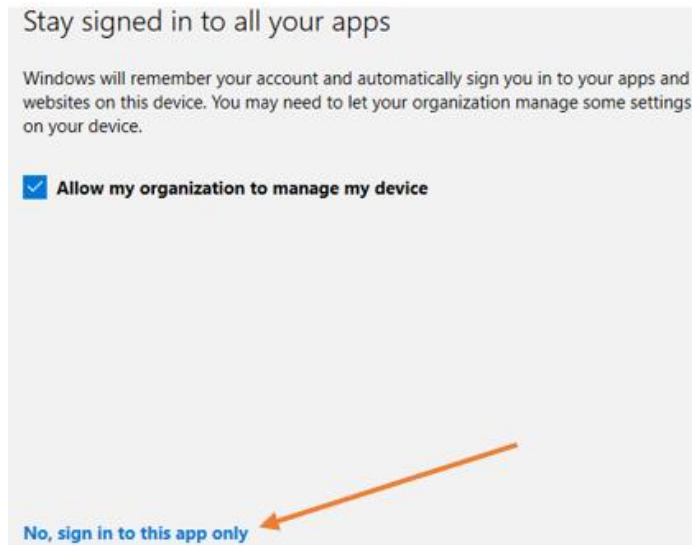 Stay signed in to all your apps
Windows will remember your account and automatically sign you in to your apps and
websites on this device. You may need to let your organization manage some settings
on your device.
Allow my organization to manage my device
No, sign in to this app only